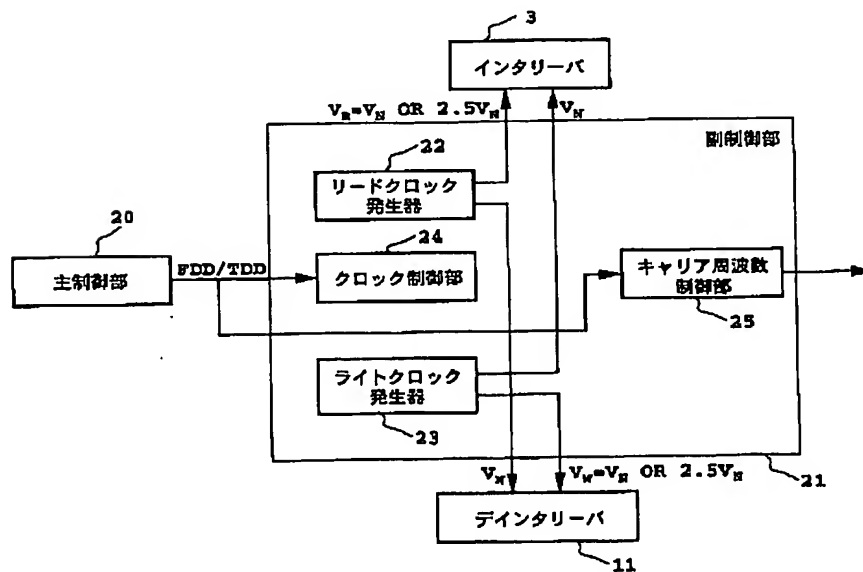 3
インタリーバ
V_R=V_N OR 2.5V_N
V_N
副制御部
22
リードクロック
発生器
20
24
主制御部
FDD/TDD
クロック制御部
キャリア周波数
制御部
25
ライトクロック
発生器
23
V_N
V_W=V_N OR 2.5V_N
21
デインタリーバ
11